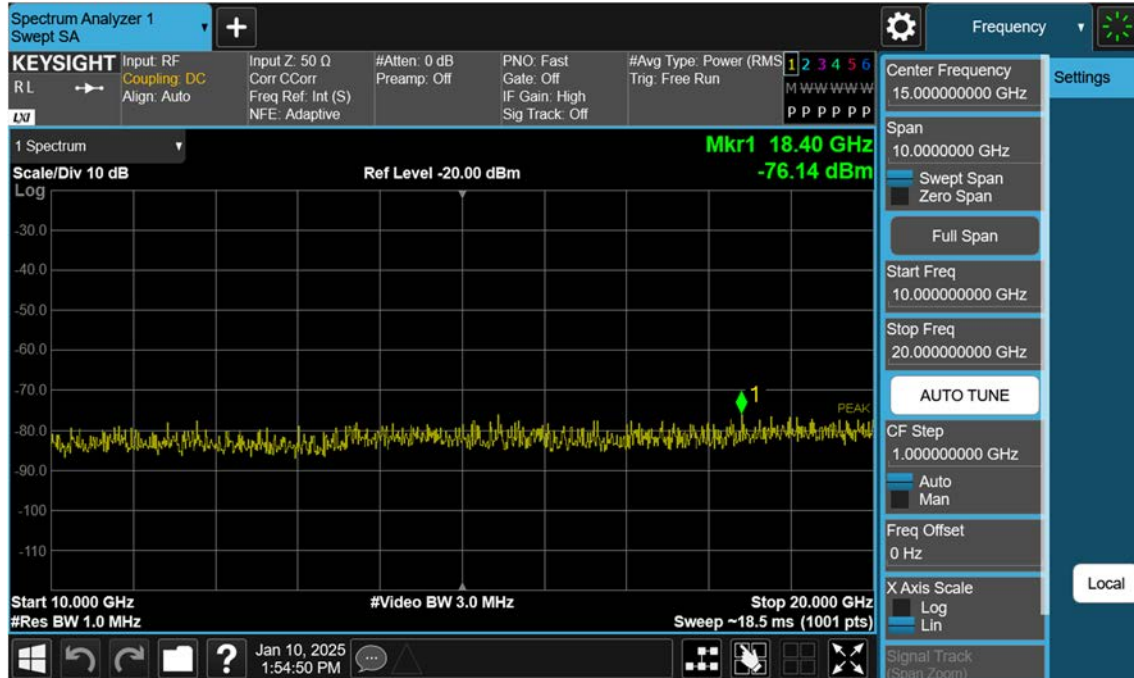 Spectrum Analyzer 1
Swept SA
Frequency
KEYSIGHT
R L
LXI
Input: RF
Coupling: DC
Align: Auto
Input Z: 50 Ω
Corr CCorr
Freq Ref: Int (S)
NFE: Adaptive
#Atten: 0 dB
Preamp: Off
PNO: Fast
Gate: Off
IF Gain: High
Sig Track: Off
#Avg Type: Power (RMS
Trig: Free Run
1 2 3 4 5 6
M W W W W W
P P P P P P
1 Spectrum
Scale/Div 10 dB
Ref Level -20.00 dBm
Mkr1 18.40 GHz
-76.14 dBm
Log
-30.0
-40.0
-50.0
-60.0
-70.0
-80.0
-90.0
-100
-110
1
PEAK
Start 10.000 GHz
#Video BW 3.0 MHz
Stop 20.000 GHz
#Res BW 1.0 MHz
Sweep ~18.5 ms (1001 pts)
?
Jan 10, 2025
1:54:50 PM
Center Frequency
15.000000000 GHz
Span
10.0000000 GHz
Swept Span
Zero Span
Full Span
Start Freq
10.000000000 GHz
Stop Freq
20.000000000 GHz
AUTO TUNE
CF Step
1.000000000 GHz
Auto
Man
Freq Offset
0 Hz
X Axis Scale
Log
Lin
Signal Track
(Span Zoom)
Settings
Local